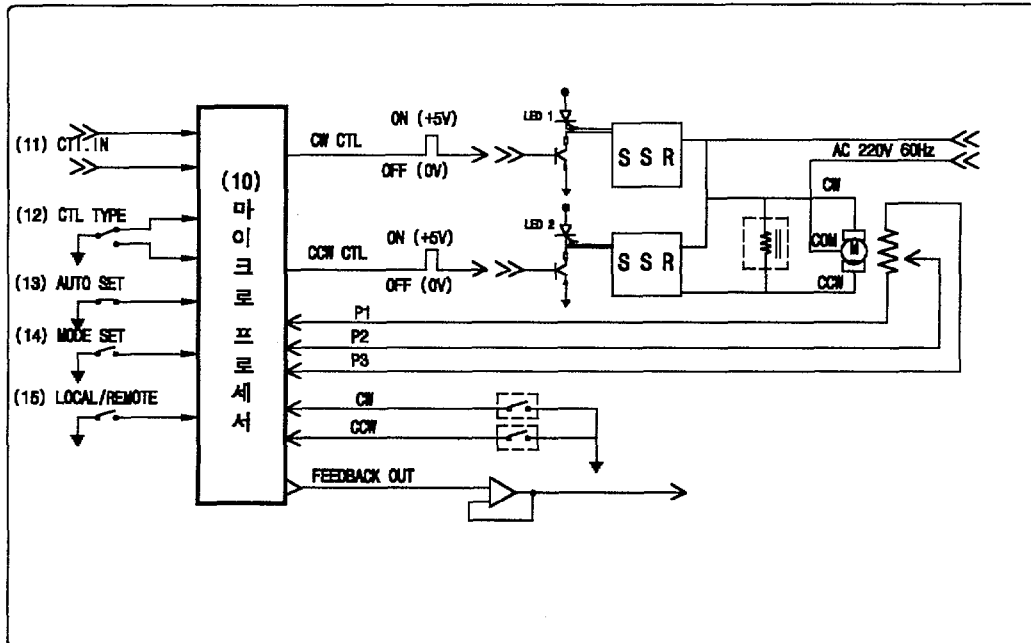 (11) CTL.IN
(12) CTL TYPE
(13) AUTO SET
(14) MODE SET
(15) LOCAL/REMOTE
(10)
마이크로 프로세서
CW CTL
ON (+5V)
OFF (0V)
LED 1
SSR
AC 220V 60Hz
CW
CCW CTL
ON (+5V)
OFF (0V)
LED 2
SSR
COM
M
CCW
P1
P2
P3
CW
CCW
FEEDBACK OUT